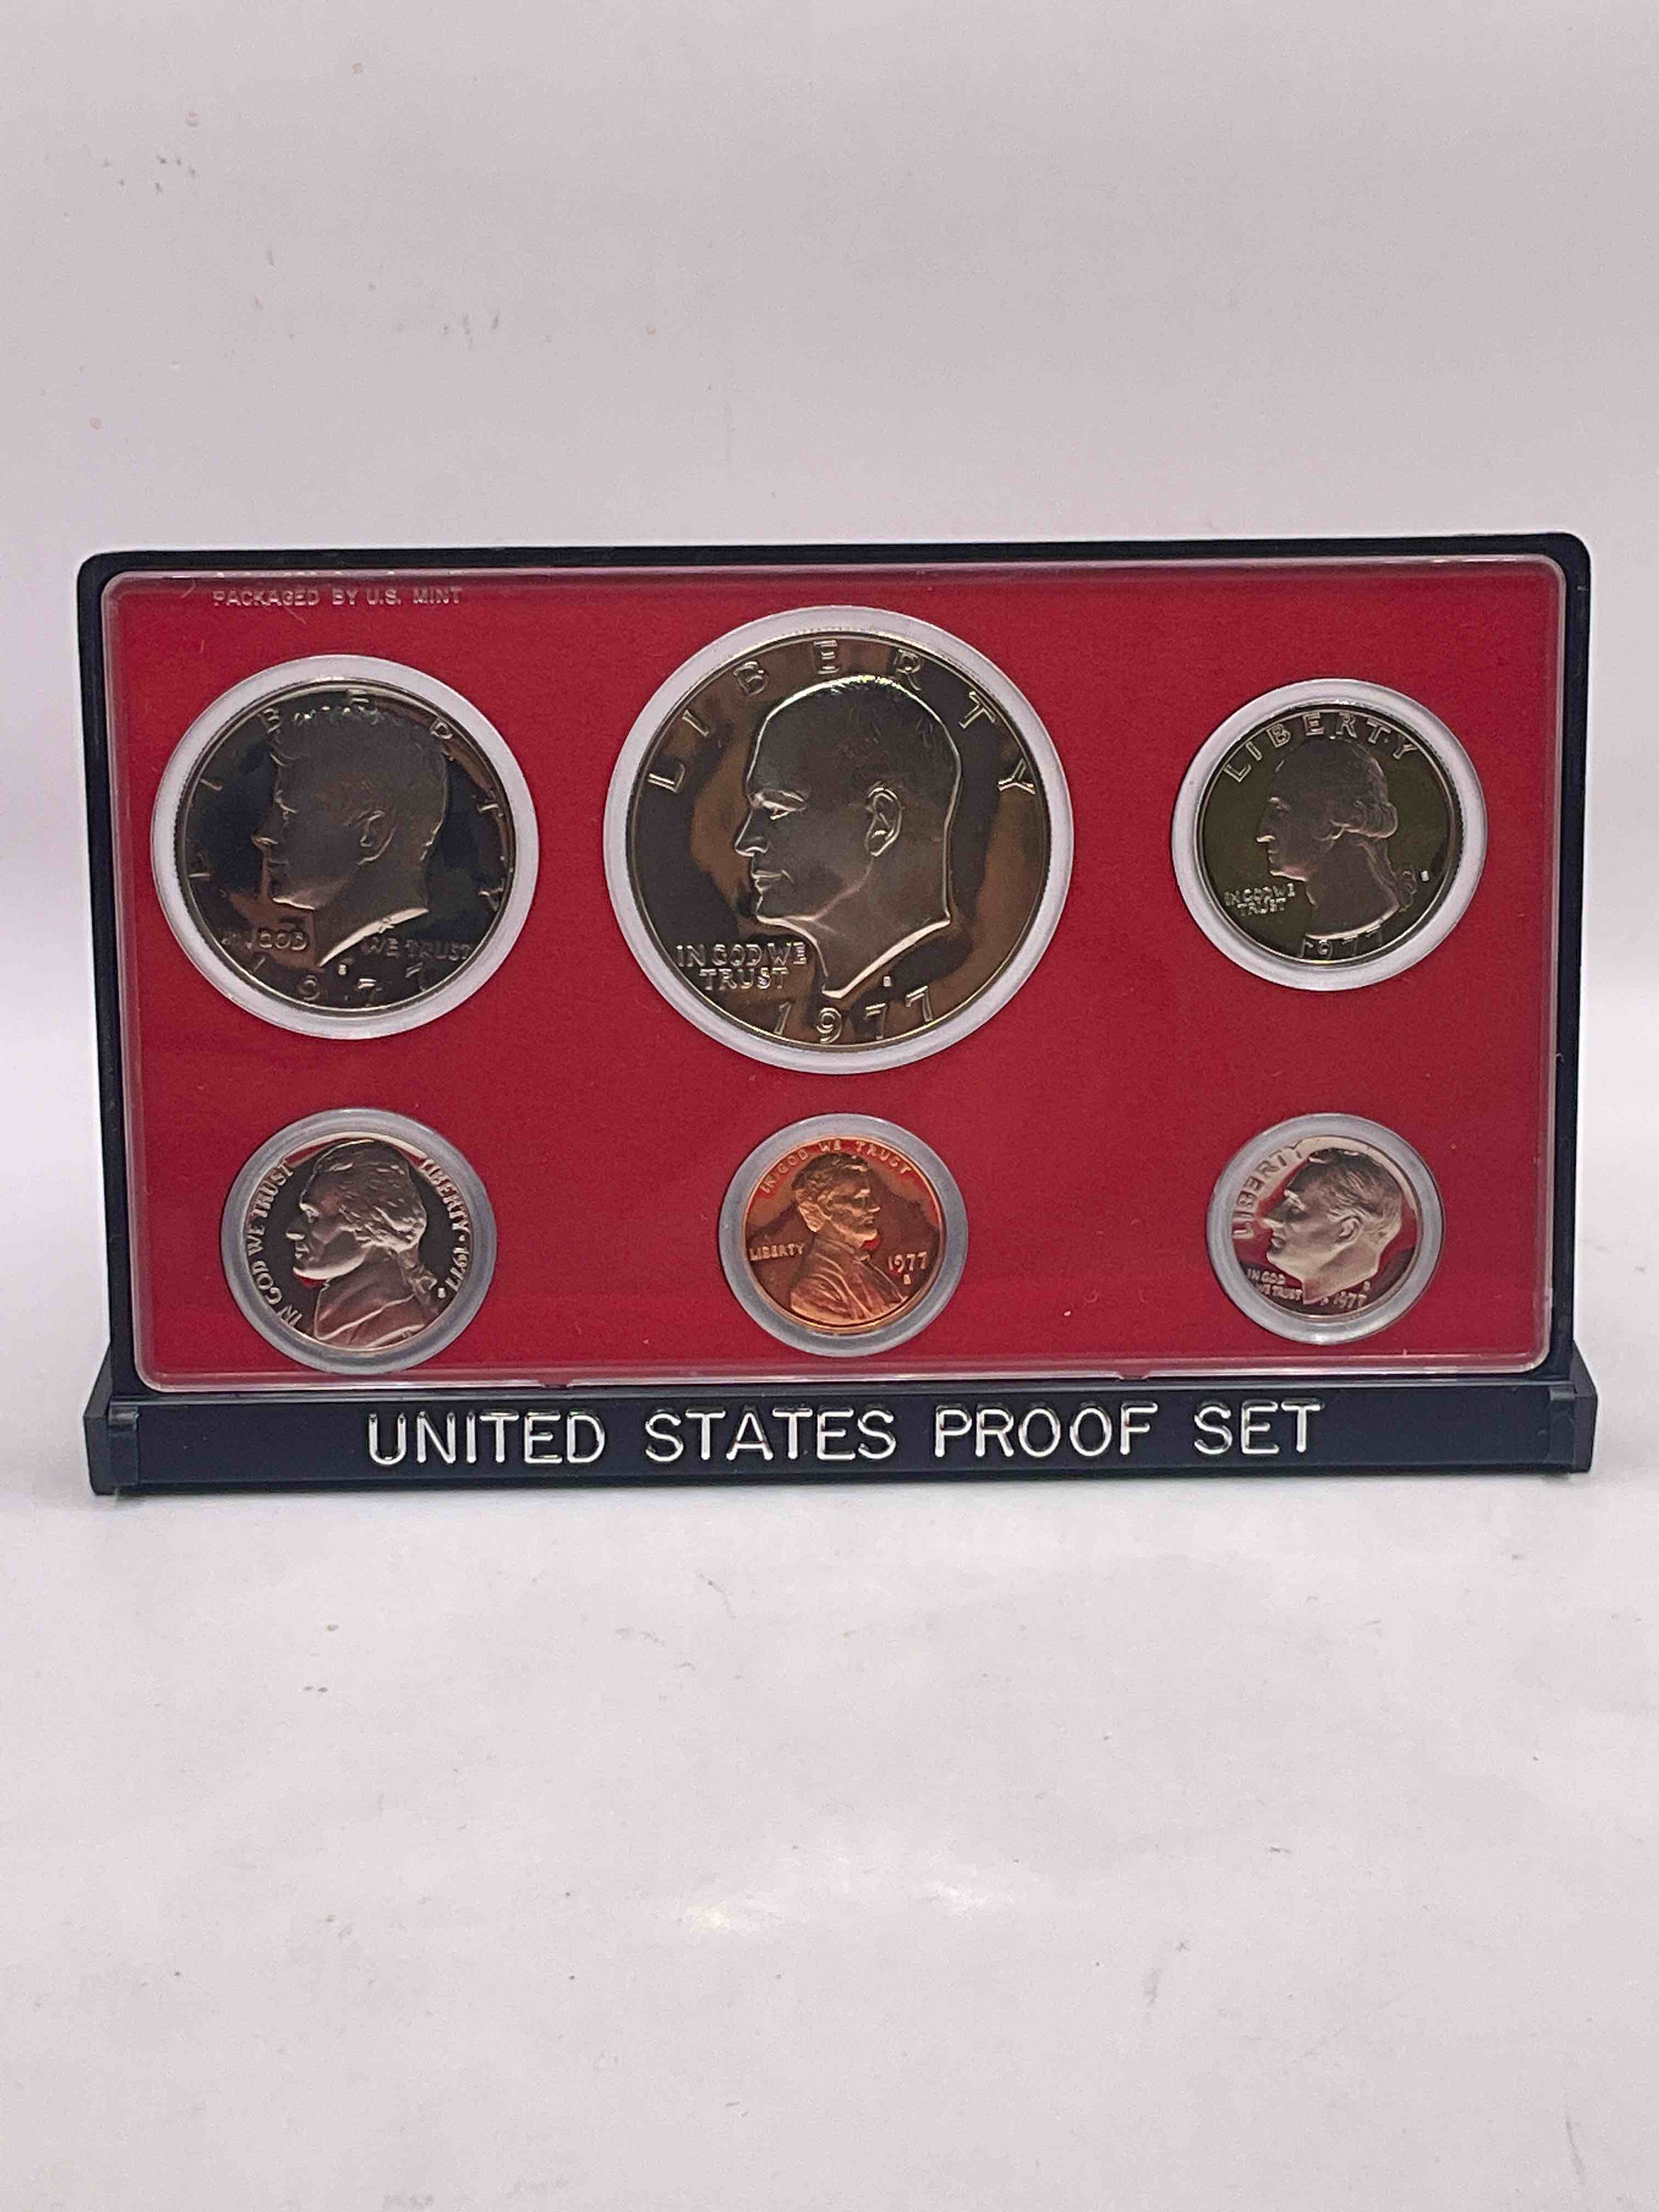 PACKAGED BY U.S. MINT
LIBERTY
IN GOD WE TRUST
S
1977
LIBERTY
IN GOD WE
TRUST
S
1977
LIBERTY
IN GOD WE
TRUST
S
1977
IN GOD WE TRUST
LIBERTY · 1977
S
IN GOD WE TRUST
LIBERTY
1977
S
LIBERTY
IN GOD
WE TRUST
S
1977
UNITED STATES PROOF SET